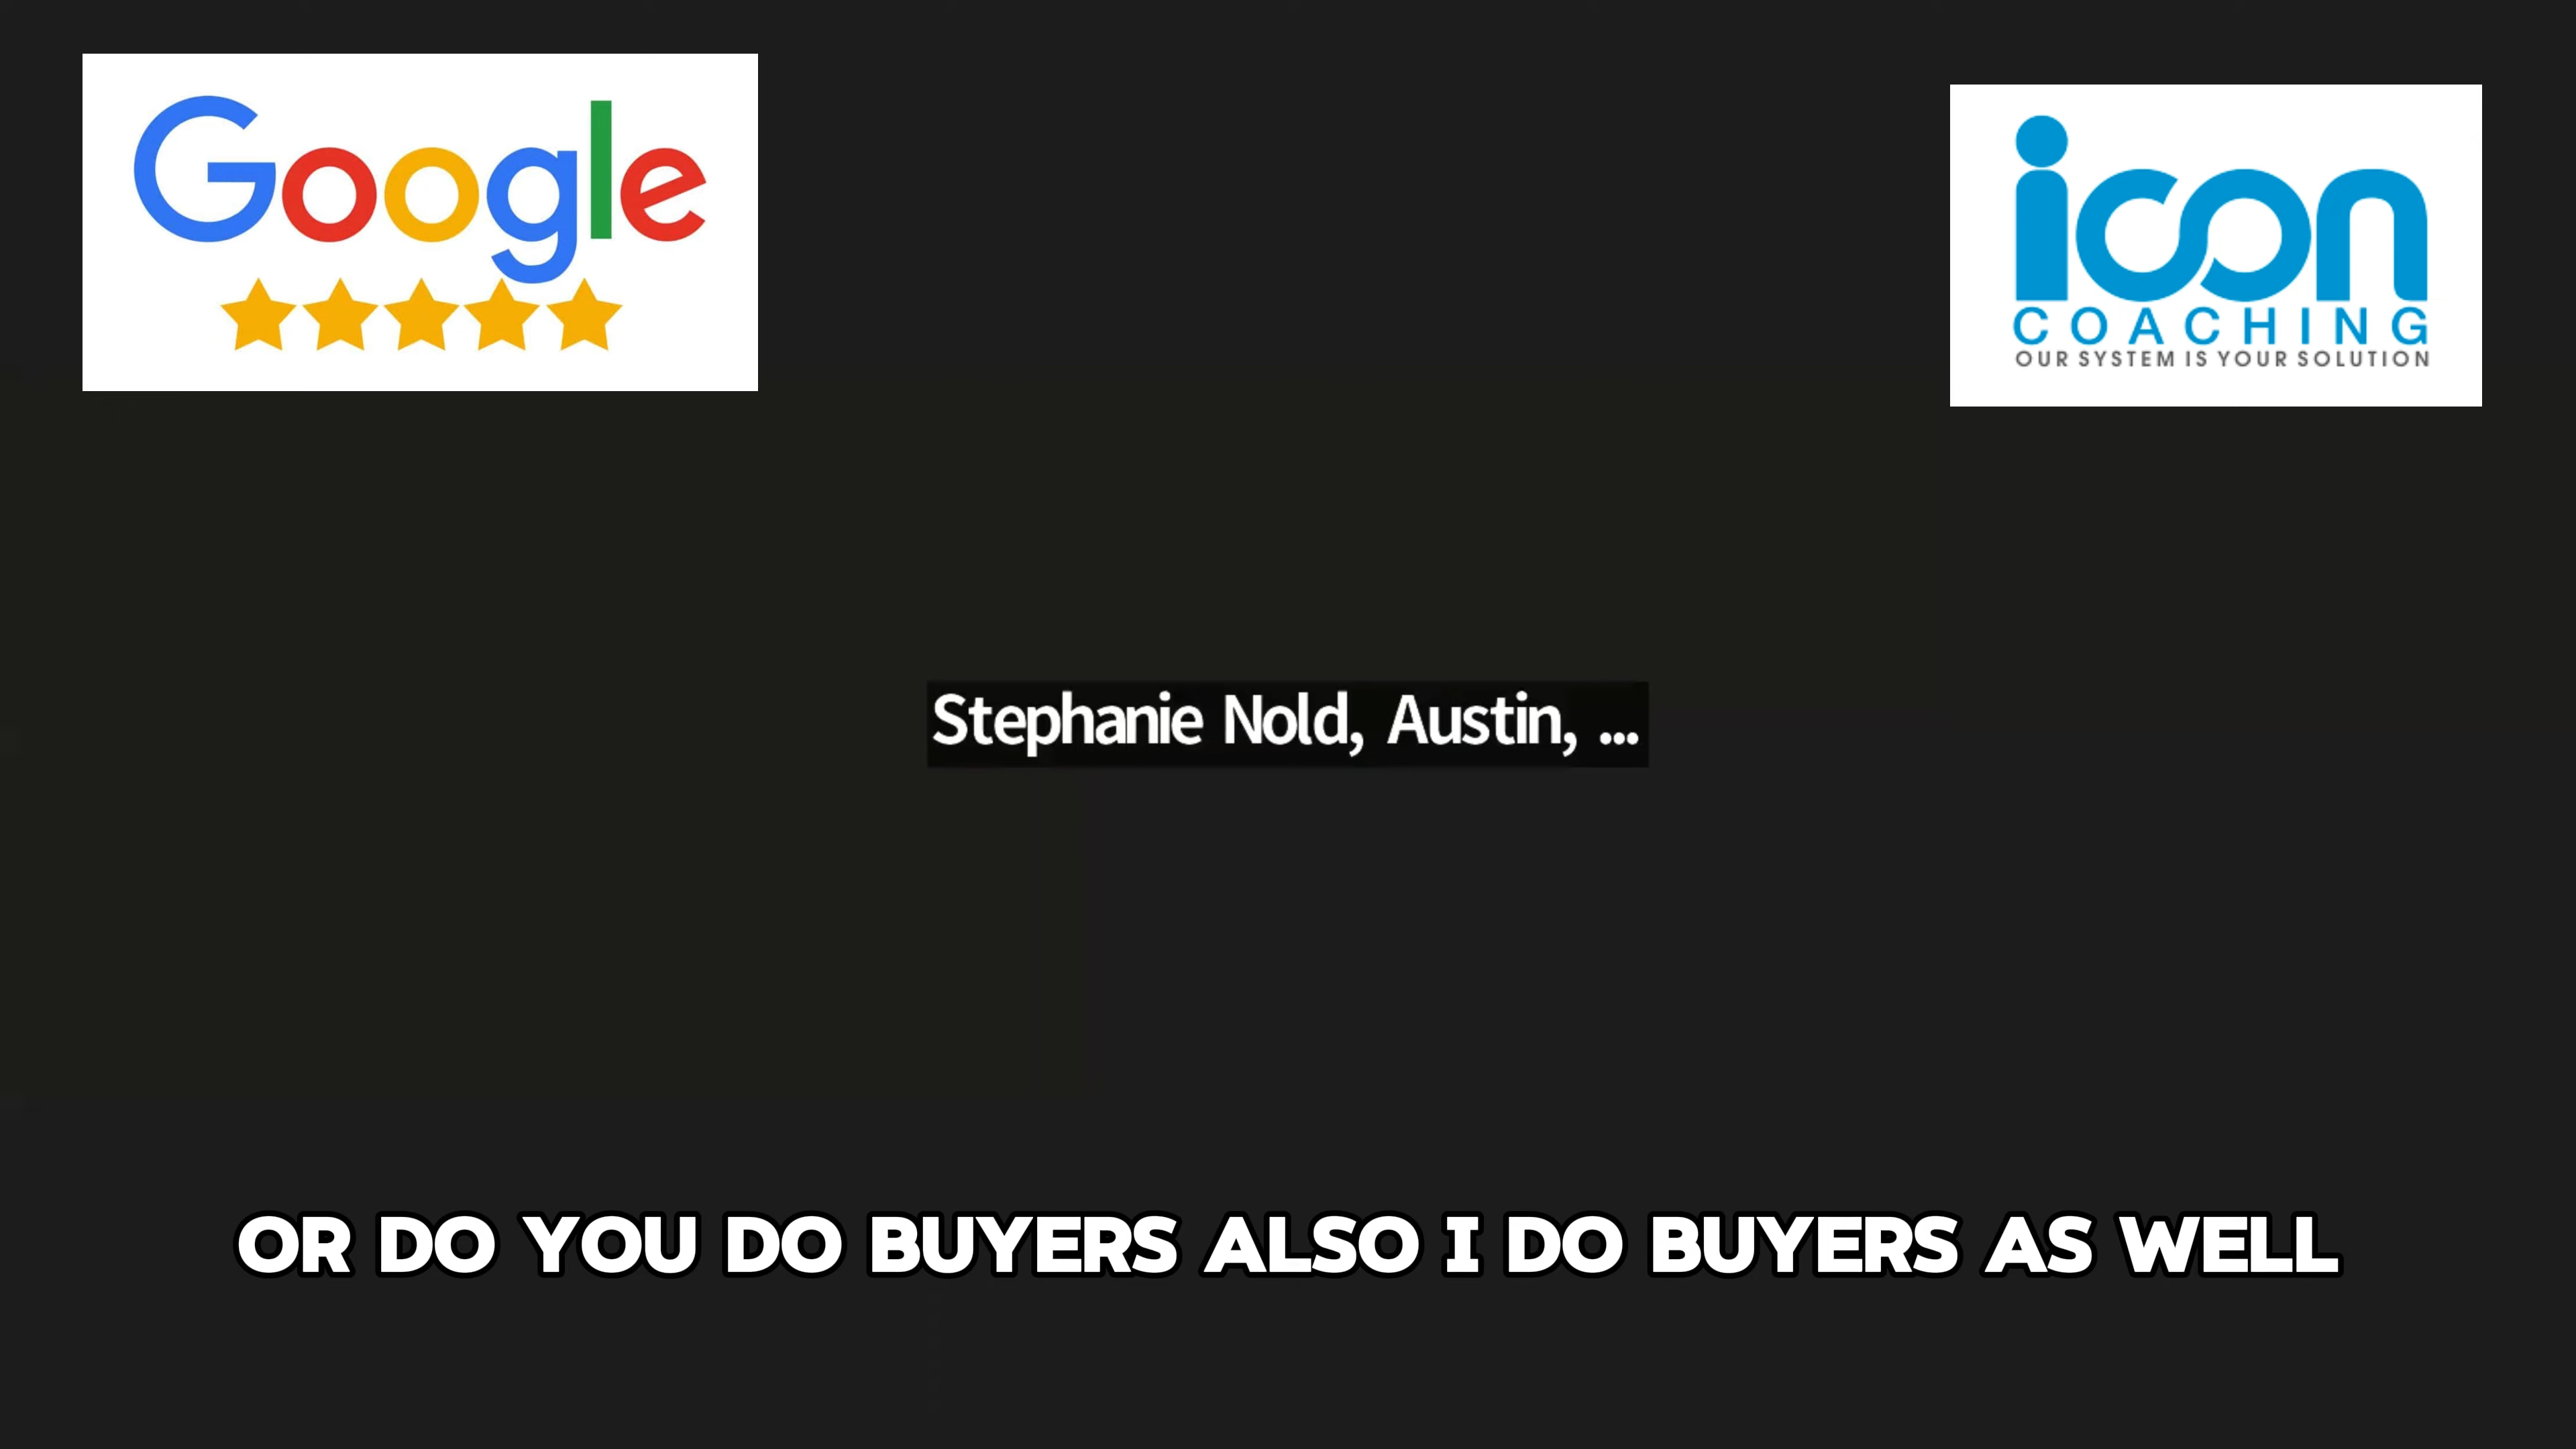 Google
icon
COACHING
OUR SYSTEM IS YOUR SOLUTION
Stephanie Nold, Austin, ...
OR DO YOU DO BUYERS ALSO I DO BUYERS AS WELL